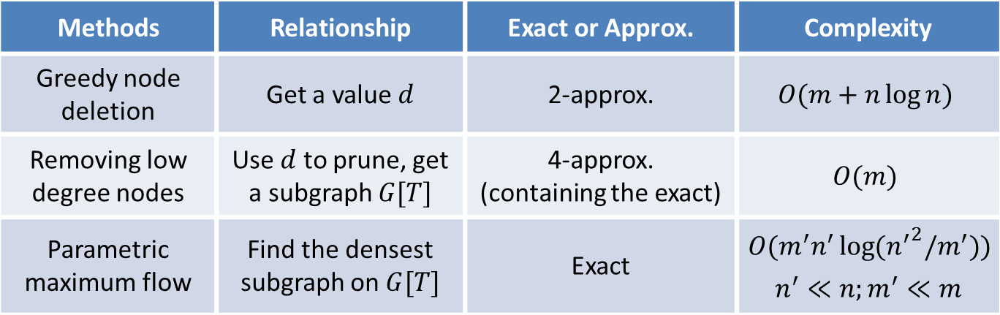 Methods
Relationship
Exact or Approx.
Complexity
Greedy node
deletion
Get a value d
2-approx.
O(m + n log n)
Removing low
degree nodes
Use d to prune, get
a subgraph G[T]
4-approx.
(containing the exact)
O(m)
Parametric
maximum flow
Find the densest
subgraph on G[T]
Exact
O(m′n′ log(n′²/m′))
n′ ≪ n; m′ ≪ m